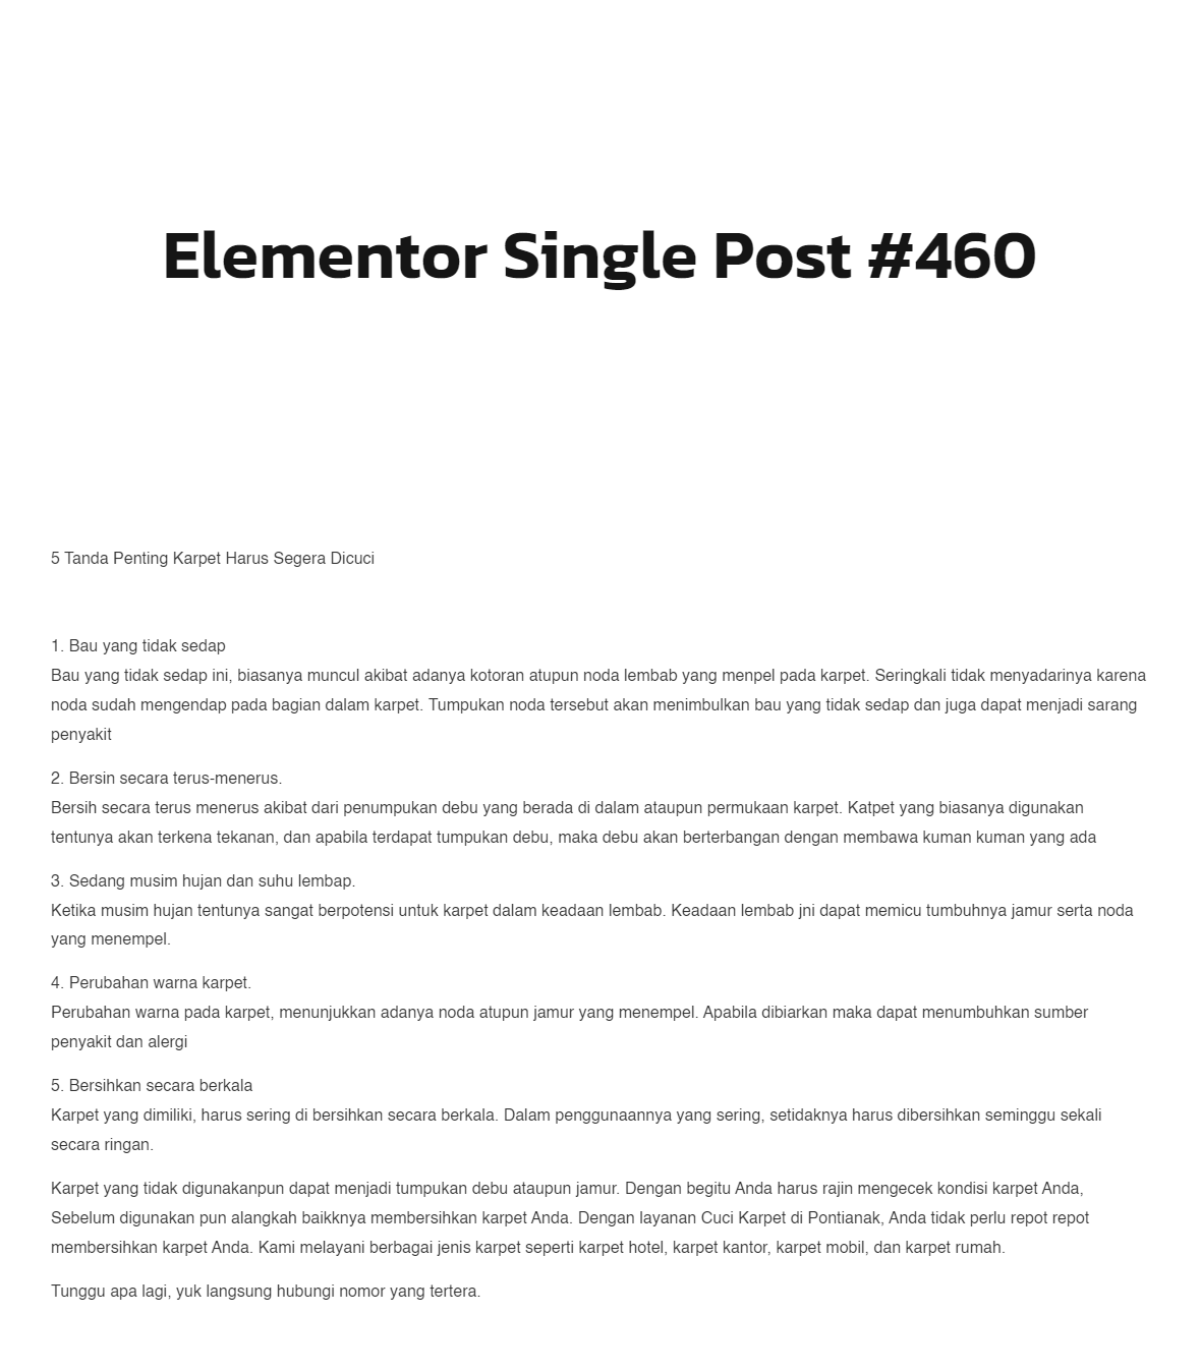 Elementor Single Post #460
5 Tanda Penting Karpet Harus Segera Dicuci
1. Bau yang tidak sedap
Bau yang tidak sedap ini, biasanya muncul akibat adanya kotoran atupun noda lembab yang menpel pada karpet. Seringkali tidak menyadarinya karena
noda sudah mengendap pada bagian dalam karpet. Tumpukan noda tersebut akan menimbulkan bau yang tidak sedap dan juga dapat menjadi sarang
penyakit
2. Bersin secara terus-menerus.
Bersih secara terus menerus akibat dari penumpukan debu yang berada di dalam ataupun permukaan karpet. Katpet yang biasanya digunakan
tentunya akan terkena tekanan, dan apabila terdapat tumpukan debu, maka debu akan berterbangan dengan membawa kuman kuman yang ada
3. Sedang musim hujan dan suhu lembap.
Ketika musim hujan tentunya sangat berpotensi untuk karpet dalam keadaan lembab. Keadaan lembab jni dapat memicu tumbuhnya jamur serta noda
yang menempel.
4. Perubahan warna karpet.
Perubahan warna pada karpet, menunjukkan adanya noda atupun jamur yang menempel. Apabila dibiarkan maka dapat menumbuhkan sumber
penyakit dan alergi
5. Bersihkan secara berkala
Karpet yang dimiliki, harus sering di bersihkan secara berkala. Dalam penggunaannya yang sering, setidaknya harus dibersihkan seminggu sekali
secara ringan.
Karpet yang tidak digunakanpun dapat menjadi tumpukan debu ataupun jamur. Dengan begitu Anda harus rajin mengecek kondisi karpet Anda,
Sebelum digunakan pun alangkah baikknya membersihkan karpet Anda. Dengan layanan Cuci Karpet di Pontianak, Anda tidak perlu repot repot
membersihkan karpet Anda. Kami melayani berbagai jenis karpet seperti karpet hotel, karpet kantor, karpet mobil, dan karpet rumah.
Tunggu apa lagi, yuk langsung hubungi nomor yang tertera.